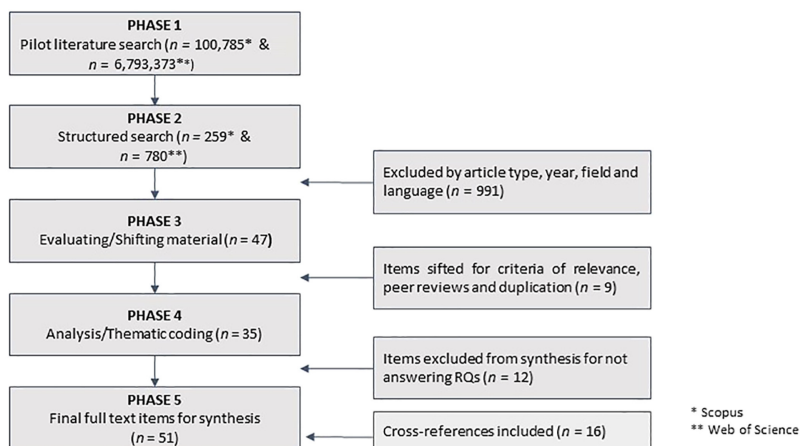 PHASE 1
Pilot literature search (n = 100,785* &
n = 6,793,373**)
PHASE 2
Structured search (n = 259* &
n = 780**)
Excluded by article type, year, field and
language (n = 991)
PHASE 3
Evaluating/Shifting material (n = 47)
Items sifted for criteria of relevance,
peer reviews and duplication (n = 9)
PHASE 4
Analysis/Thematic coding (n = 35)
Items excluded from synthesis for not
answering RQs (n = 12)
PHASE 5
Final full text items for synthesis
(n = 51)
Cross-references included (n = 16)
* Scopus
** Web of Science